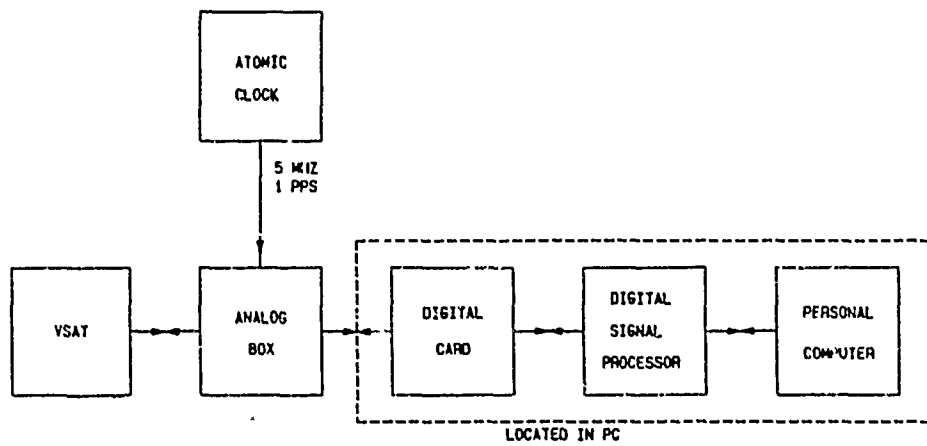 ATOMIC
CLOCK
5 MHZ
1 PPS
VSAT
ANALOG
BOX
DIGITAL
CARD
DIGITAL
SIGNAL
PROCESSOR
PERSONAL
COMPUTER
LOCATED IN PC